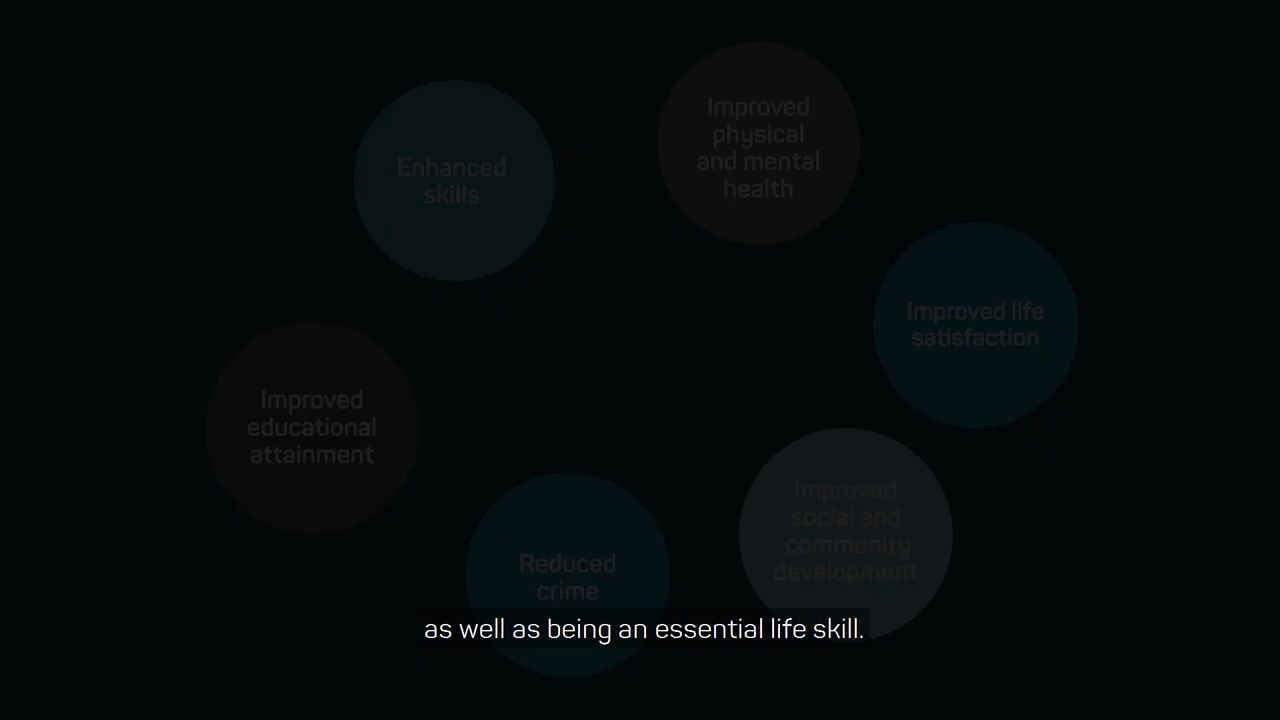 Improved
physical
and mental
health
Enhanced
skills
Improved life
satisfaction
Improved
educational
attainment
Improved
social and
community
development
Reduced
crime
as well as being an essential life skill.